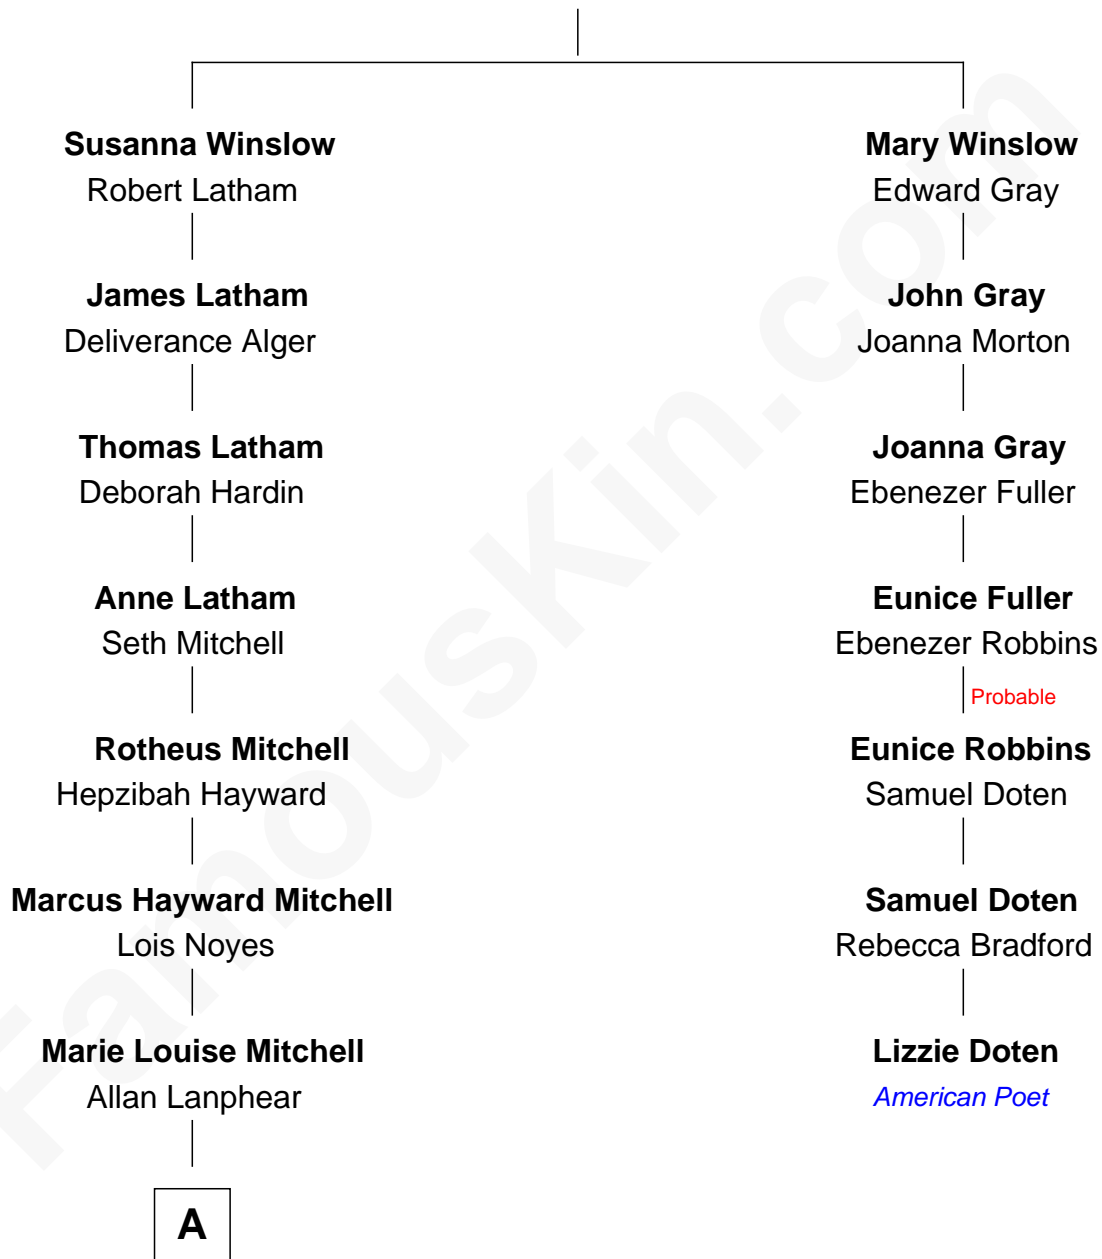 Susanna Winslow
Robert Latham
Mary Winslow
Edward Gray
James Latham
Deliverance Alger
John Gray
Joanna Morton
Thomas Latham
Deborah Hardin
Joanna Gray
Ebenezer Fuller
Anne Latham
Seth Mitchell
Eunice Fuller
Ebenezer Robbins
Probable
Rotheus Mitchell
Hepzibah Hayward
Eunice Robbins
Samuel Doten
Marcus Hayward Mitchell
Lois Noyes
Samuel Doten
Rebecca Bradford
Marie Louise Mitchell
Allan Lanphear
Lizzie Doten
American Poet
A
FamousKin.com